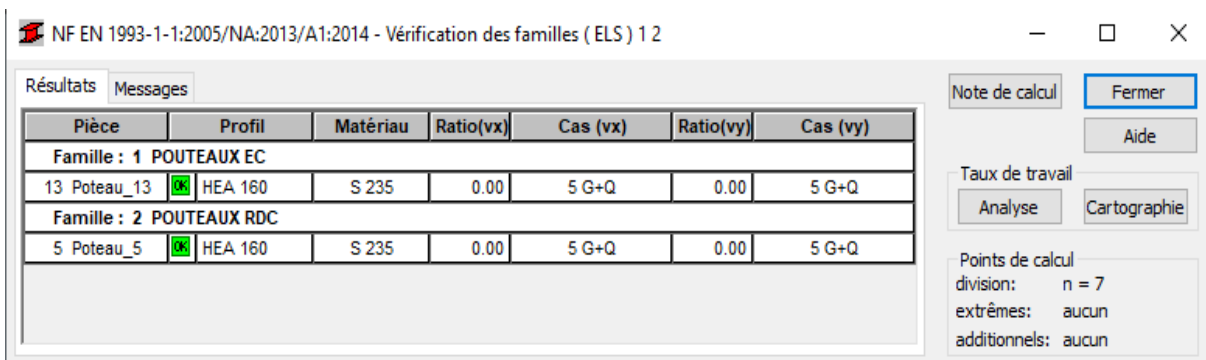 NF EN 1993-1-1:2005/NA:2013/A1:2014 - Vérification des familles ( ELS ) 1 2
Résultats Messages
Note de calcul Fermer
Pièce Profil Matériau Ratio(vx) Cas (vx) Ratio(vy) Cas (vy)
Aide
Famille : 1 POUTEAUX EC
13 Poteau_13 OK HEA 160 S 235 0.00 5 G+Q 0.00 5 G+Q
Taux de travail
Famille : 2 POUTEAUX RDC
Analyse Cartographie
5 Poteau_5 OK HEA 160 S 235 0.00 5 G+Q 0.00 5 G+Q
Points de calcul
division: n = 7
extrêmes: aucun
additionnels: aucun